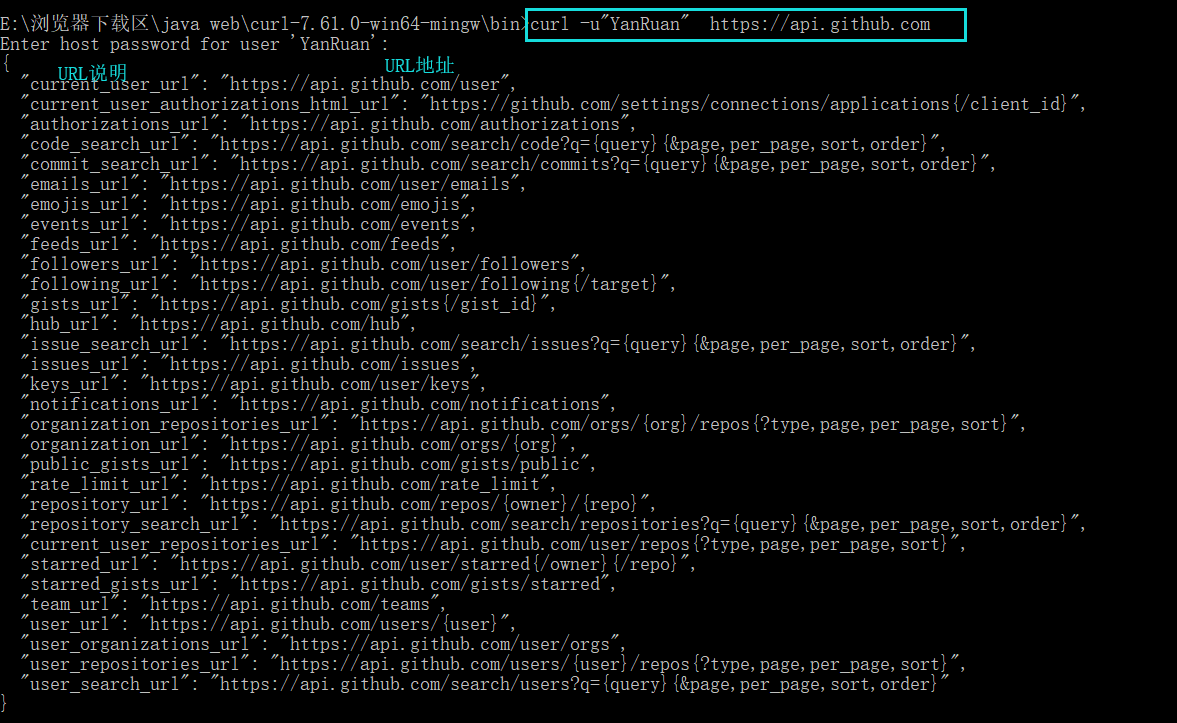 E:\浏览器下载区\java web\curl-7.61.0-win64-mingw\bin>curl -u"YanRuan"  https://api.github.com
Enter host password for user 'YanRuan':
{
URL说明 URL地址
  "current_user_url": "https://api.github.com/user",
  "current_user_authorizations_html_url": "https://github.com/settings/connections/applications{/client_id}",
  "authorizations_url": "https://api.github.com/authorizations",
  "code_search_url": "https://api.github.com/search/code?q={query}{&page,per_page,sort,order}",
  "commit_search_url": "https://api.github.com/search/commits?q={query}{&page,per_page,sort,order}",
  "emails_url": "https://api.github.com/user/emails",
  "emojis_url": "https://api.github.com/emojis",
  "events_url": "https://api.github.com/events",
  "feeds_url": "https://api.github.com/feeds",
  "followers_url": "https://api.github.com/user/followers",
  "following_url": "https://api.github.com/user/following{/target}",
  "gists_url": "https://api.github.com/gists{/gist_id}",
  "hub_url": "https://api.github.com/hub",
  "issue_search_url": "https://api.github.com/search/issues?q={query}{&page,per_page,sort,order}",
  "issues_url": "https://api.github.com/issues",
  "keys_url": "https://api.github.com/user/keys",
  "notifications_url": "https://api.github.com/notifications",
  "organization_repositories_url": "https://api.github.com/orgs/{org}/repos{?type,page,per_page,sort}",
  "organization_url": "https://api.github.com/orgs/{org}",
  "public_gists_url": "https://api.github.com/gists/public",
  "rate_limit_url": "https://api.github.com/rate_limit",
  "repository_url": "https://api.github.com/repos/{owner}/{repo}",
  "repository_search_url": "https://api.github.com/search/repositories?q={query}{&page,per_page,sort,order}",
  "current_user_repositories_url": "https://api.github.com/user/repos{?type,page,per_page,sort}",
  "starred_url": "https://api.github.com/user/starred{/owner}{/repo}",
  "starred_gists_url": "https://api.github.com/gists/starred",
  "team_url": "https://api.github.com/teams",
  "user_url": "https://api.github.com/users/{user}",
  "user_organizations_url": "https://api.github.com/user/orgs",
  "user_repositories_url": "https://api.github.com/users/{user}/repos{?type,page,per_page,sort}",
  "user_search_url": "https://api.github.com/search/users?q={query}{&page,per_page,sort,order}"
}